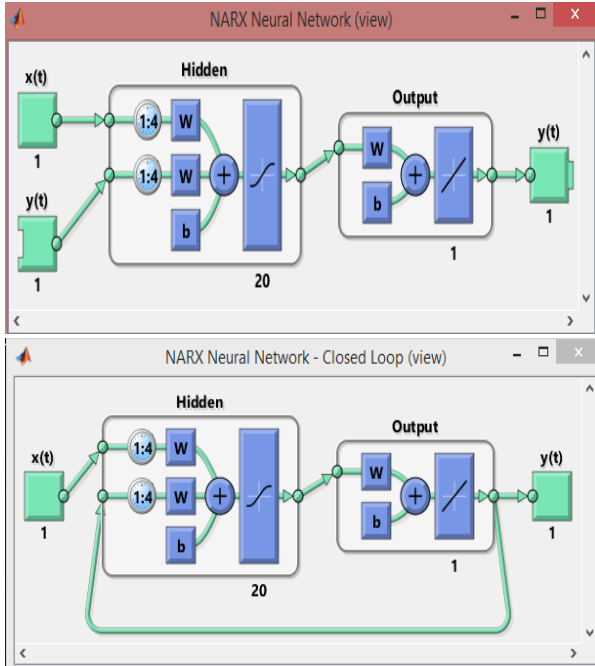 NARX Neural Network (view)
x(t)
Hidden
1:4
W
Output
1
y(t)
1:4
W
+
W
+
y(t)
b
b
1
1
1
20
NARX Neural Network - Closed Loop (view)
Hidden
x(t)
1:4
W
Output
y(t)
1:4
W
+
W
+
b
b
1
1
1
20